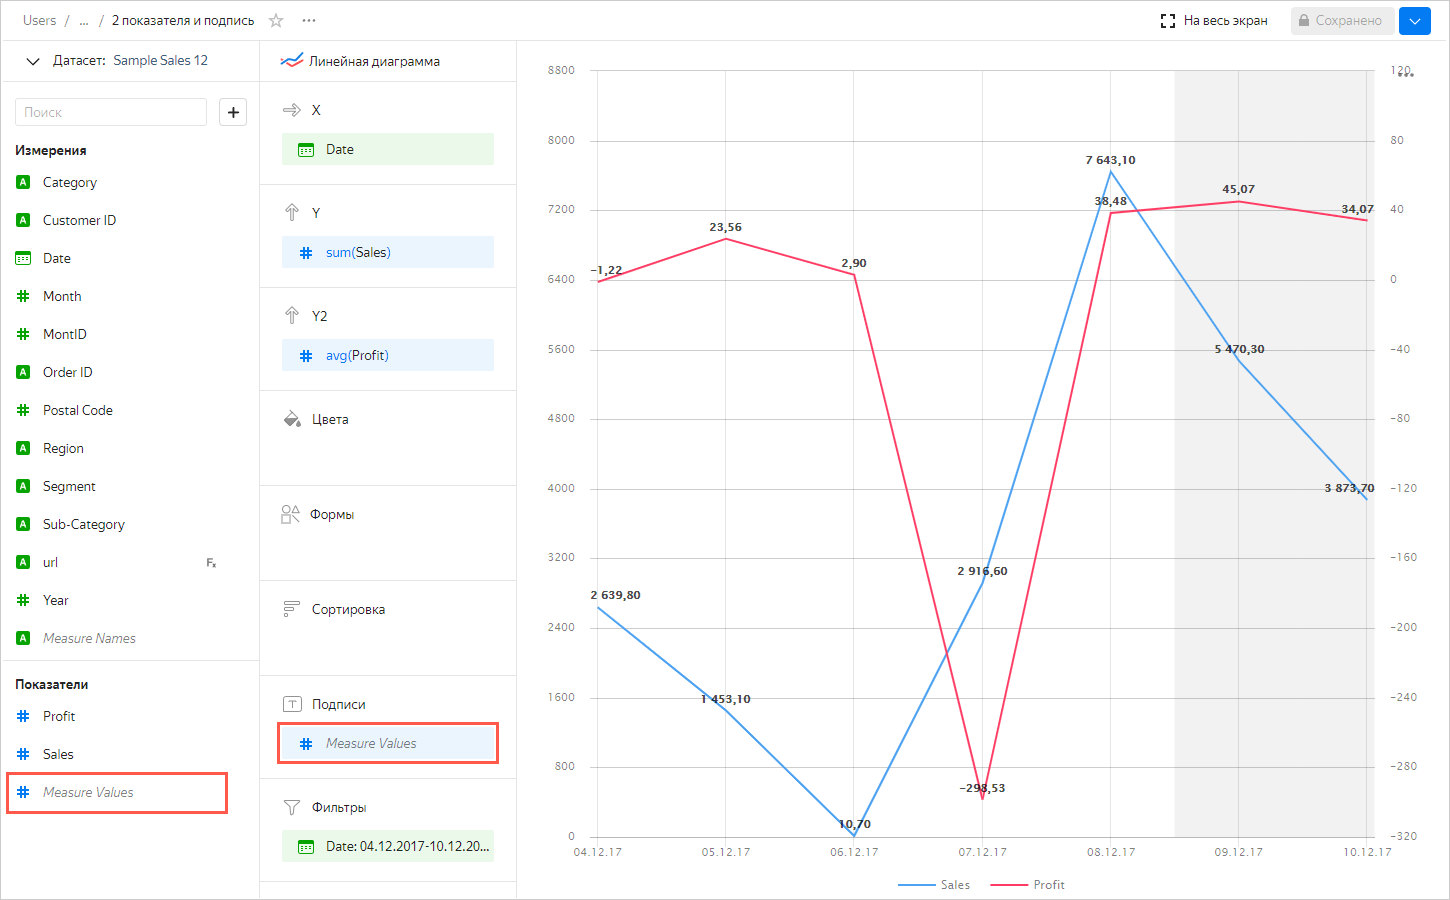 Users / ... / 2 показателя и подпись
На весь экран
Сохранено
Датасет: Sample Sales 12
Поиск
Измерения
Category
Customer ID
Date
Month
MontID
Order ID
Postal Code
Region
Segment
Sub-Category
url
Fx
Year
Measure Names
Показатели
Profit
Sales
Measure Values
Линейная диаграмма
X
Date
Y
sum(Sales)
Y2
avg(Profit)
Цвета
Формы
Сортировка
Подписи
Measure Values
Фильтры
Date: 04.12.2017-10.12.20...
8800
8000
7200
6400
5600
4800
4000
3200
2400
1600
800
0
120
80
40
0
−40
−80
−120
−160
−200
−240
−280
−320
−1,22
23,56
2,90
−298,53
38,48
45,07
34,07
2 639,80
1 453,10
10,70
2 916,60
7 643,10
5 470,30
3 873,70
04.12.17 05.12.17 06.12.17 07.12.17 08.12.17 09.12.17 10.12.17
Sales Profit